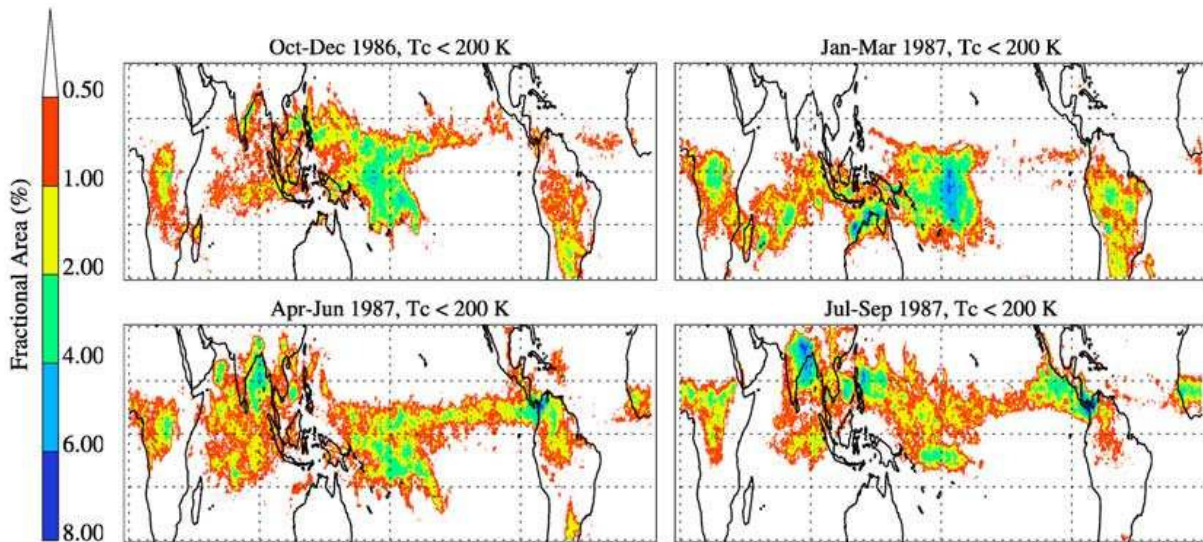 Oct-Dec 1986, Tc < 200 K
Jan-Mar 1987, Tc < 200 K
Apr-Jun 1987, Tc < 200 K
Jul-Sep 1987, Tc < 200 K
Fractional Area (%)
0.50
1.00
2.00
4.00
6.00
8.00